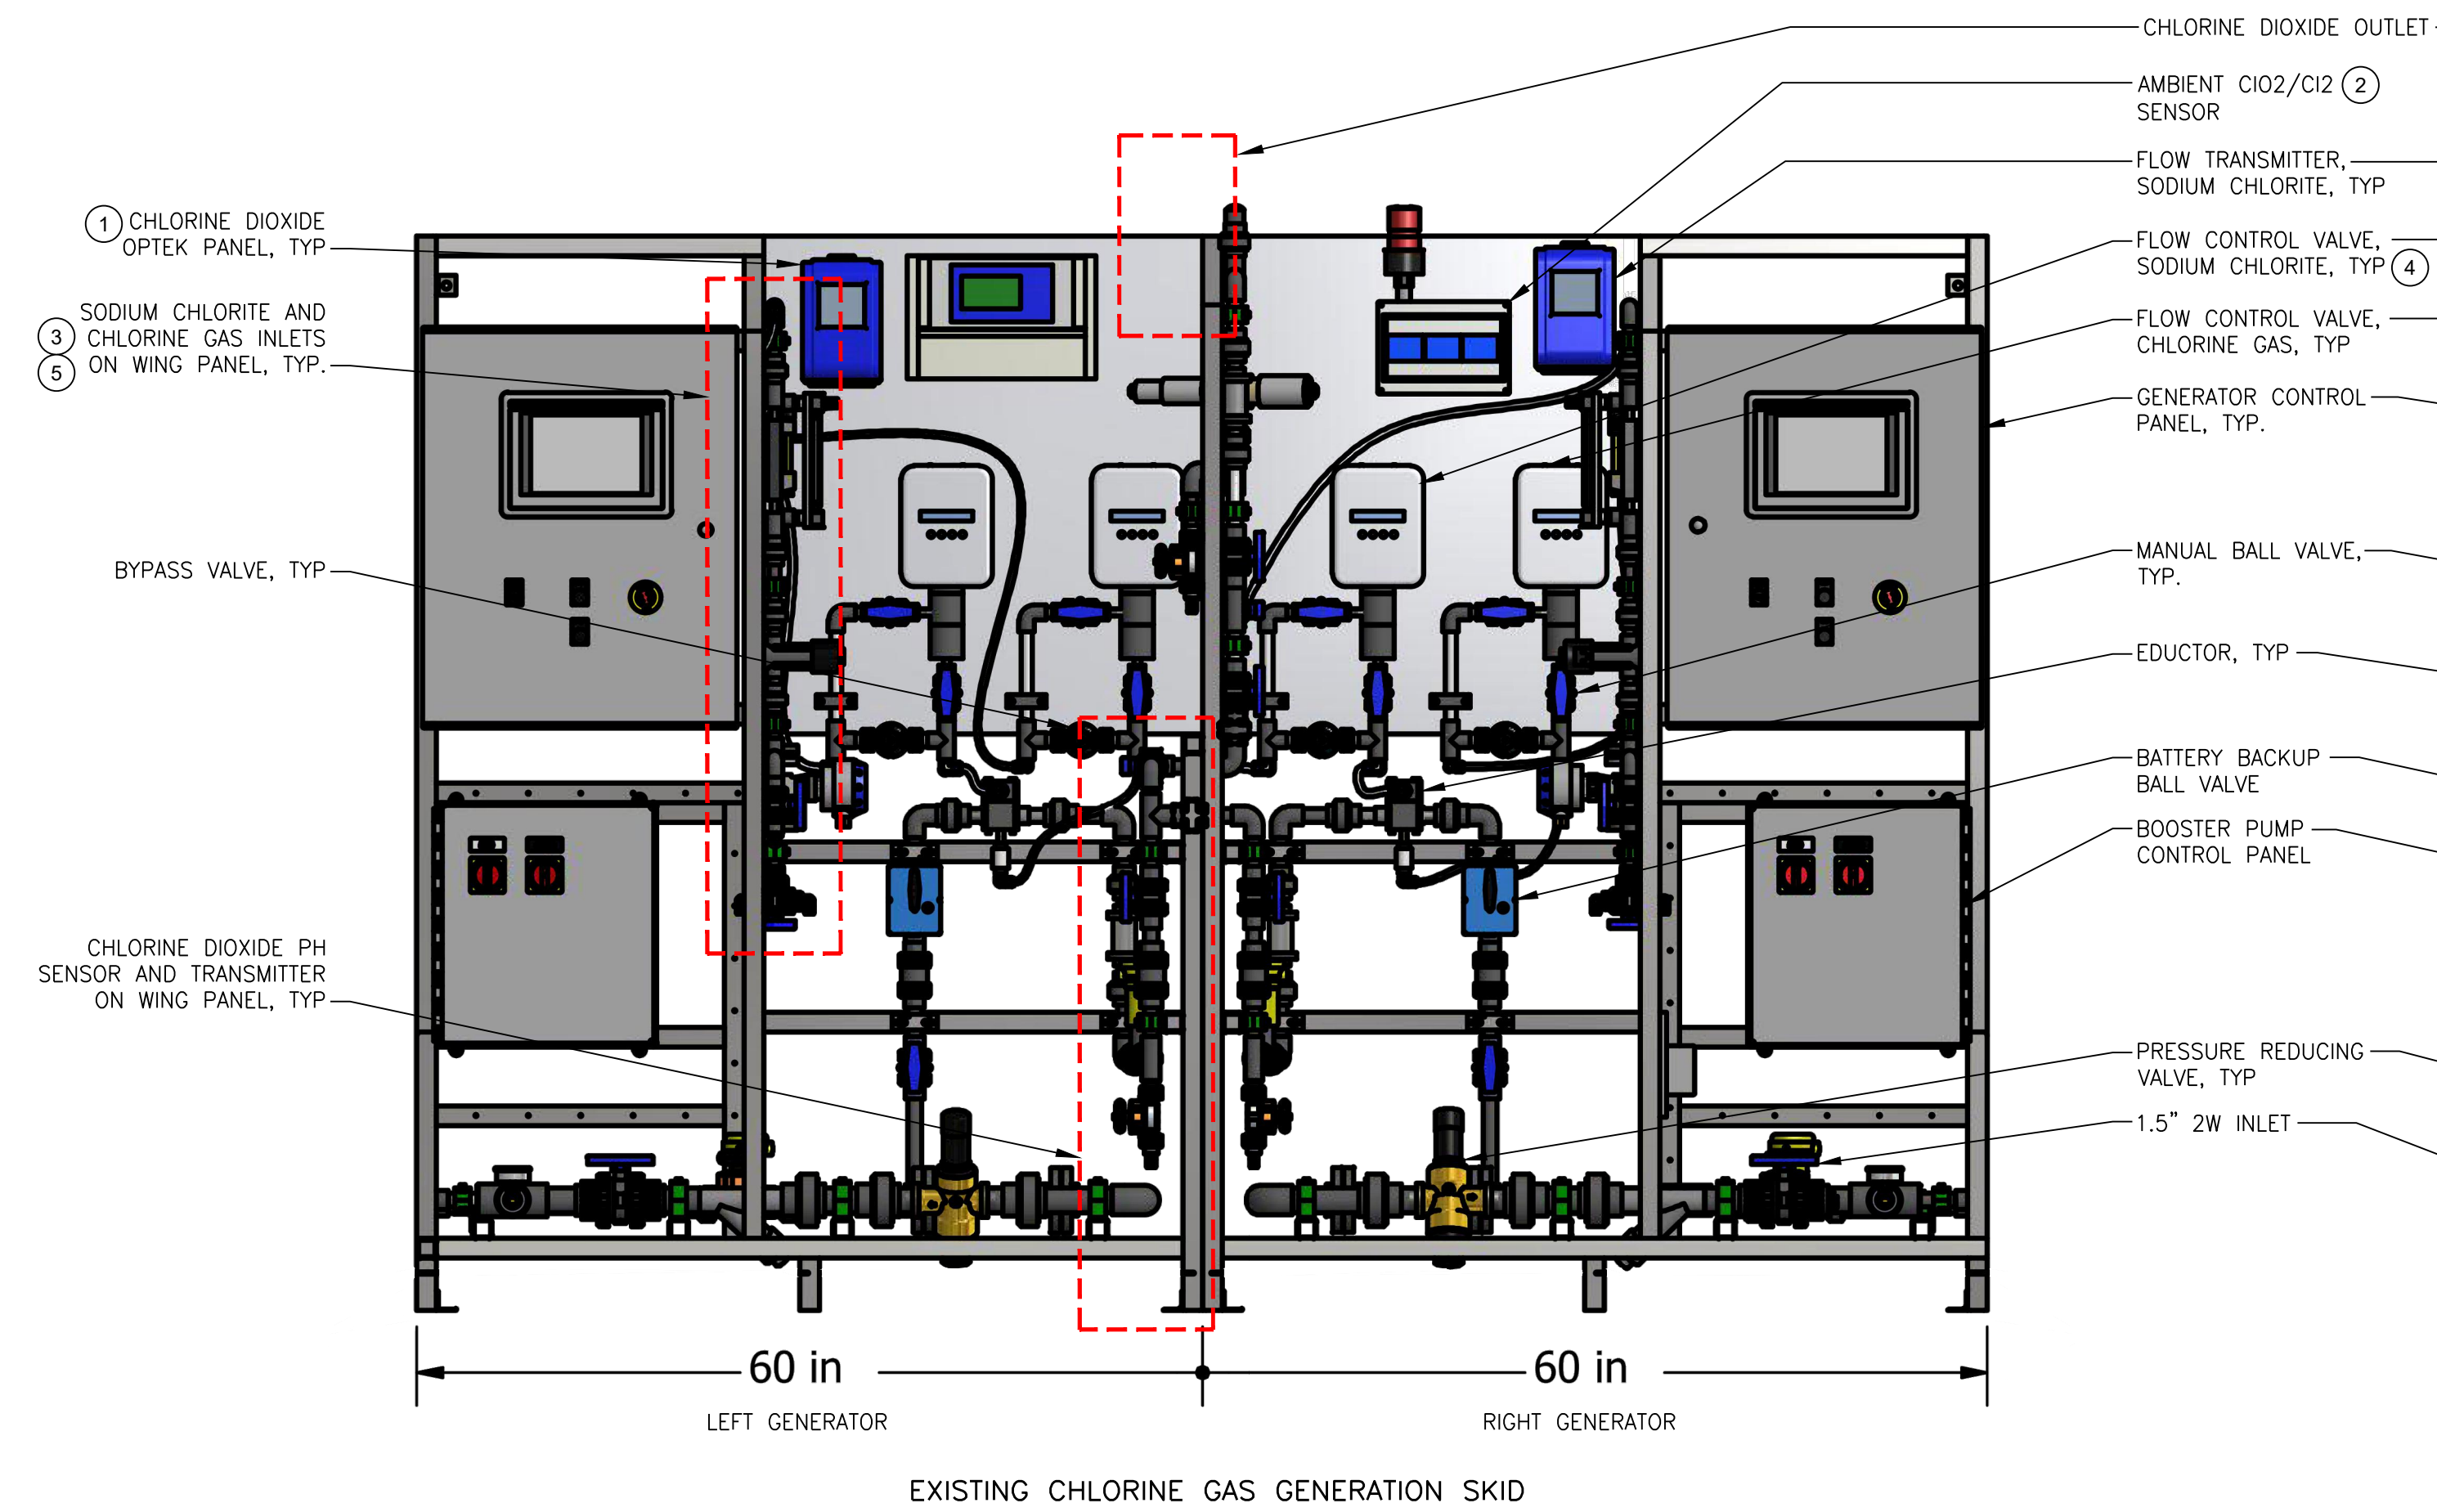 CHLORINE DIOXIDE OUTLET
AMBIENT ClO2/Cl2 2
SENSOR
FLOW TRANSMITTER,
SODIUM CHLORITE, TYP
1 CHLORINE DIOXIDE
OPTEK PANEL, TYP
FLOW CONTROL VALVE,
SODIUM CHLORITE, TYP 4
SODIUM CHLORITE AND
3 CHLORINE GAS INLETS
5 ON WING PANEL, TYP.
FLOW CONTROL VALVE,
CHLORINE GAS, TYP
GENERATOR CONTROL
PANEL, TYP.
BYPASS VALVE, TYP
MANUAL BALL VALVE,
TYP.
EDUCTOR, TYP
BATTERY BACKUP
BALL VALVE
BOOSTER PUMP
CONTROL PANEL
CHLORINE DIOXIDE PH
SENSOR AND TRANSMITTER
ON WING PANEL, TYP
PRESSURE REDUCING
VALVE, TYP
1.5” 2W INLET
60 in
60 in
LEFT GENERATOR
RIGHT GENERATOR
EXISTING CHLORINE GAS GENERATION SKID